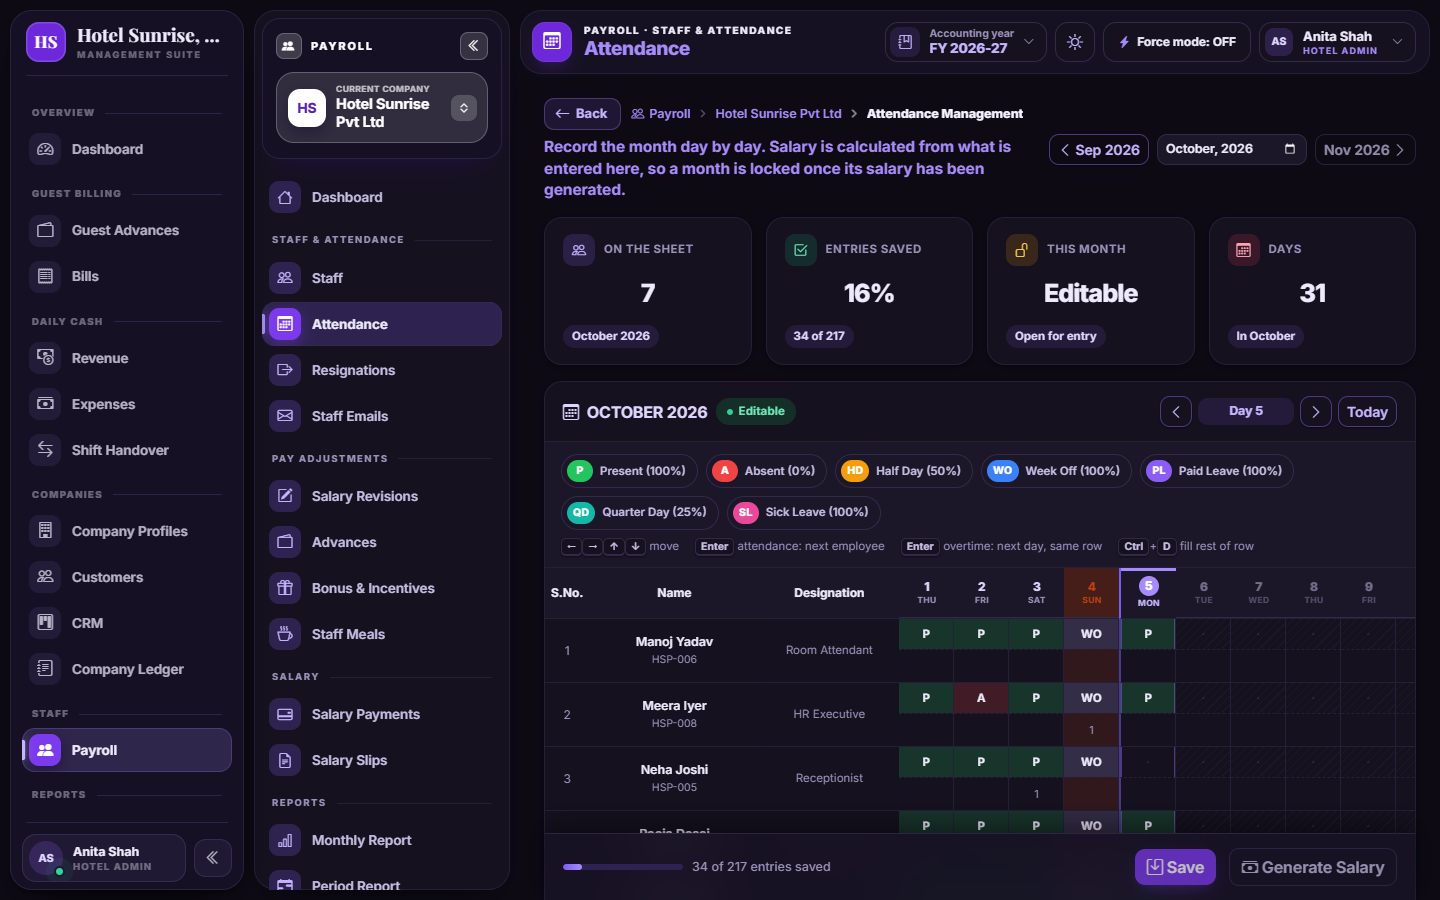 HS
Hotel Sunrise, ...
MANAGEMENT SUITE
OVERVIEW
Dashboard
GUEST BILLING
Guest Advances
Bills
DAILY CASH
Revenue
Expenses
Shift Handover
COMPANIES
Company Profiles
Customers
CRM
Company Ledger
STAFF
Payroll
REPORTS
AS
Anita Shah
HOTEL ADMIN
PAYROLL
HS
CURRENT COMPANY
Hotel Sunrise
Pvt Ltd
Dashboard
STAFF & ATTENDANCE
Staff
Attendance
Resignations
Staff Emails
PAY ADJUSTMENTS
Salary Revisions
Advances
Bonus & Incentives
Staff Meals
SALARY
Salary Payments
Salary Slips
REPORTS
Monthly Report
Period Report
PAYROLL · STAFF & ATTENDANCE
Attendance
Accounting year
FY 2026-27
Force mode: OFF
AS
Anita Shah
HOTEL ADMIN
← Back
Payroll > Hotel Sunrise Pvt Ltd > Attendance Management
Record the month day by day. Salary is calculated from what is
entered here, so a month is locked once its salary has been
generated.
Sep 2026
October, 2026
Nov 2026
ON THE SHEET
7
October 2026
ENTRIES SAVED
16%
34 of 217
THIS MONTH
Editable
Open for entry
DAYS
31
In October
OCTOBER 2026
Editable
Day 5
Today
P Present (100%)
A Absent (0%)
HD Half Day (50%)
WO Week Off (100%)
PL Paid Leave (100%)
QD Quarter Day (25%)
SL Sick Leave (100%)
← → ↑ ↓ move Enter attendance: next employee Enter overtime: next day, same row Ctrl + D fill rest of row
S.No. Name Designation 1 2 3 4 5 6 7 8 9
THU FRI SAT SUN MON TUE WED THU FRI
1 Manoj Yadav Room Attendant P P P WO P
HSP-006
2 Meera Iyer HR Executive P A P WO P
HSP-008
1
3 Neha Joshi Receptionist P P P WO
HSP-005
1
Pooja Desai P P P WO P
34 of 217 entries saved
Save
Generate Salary